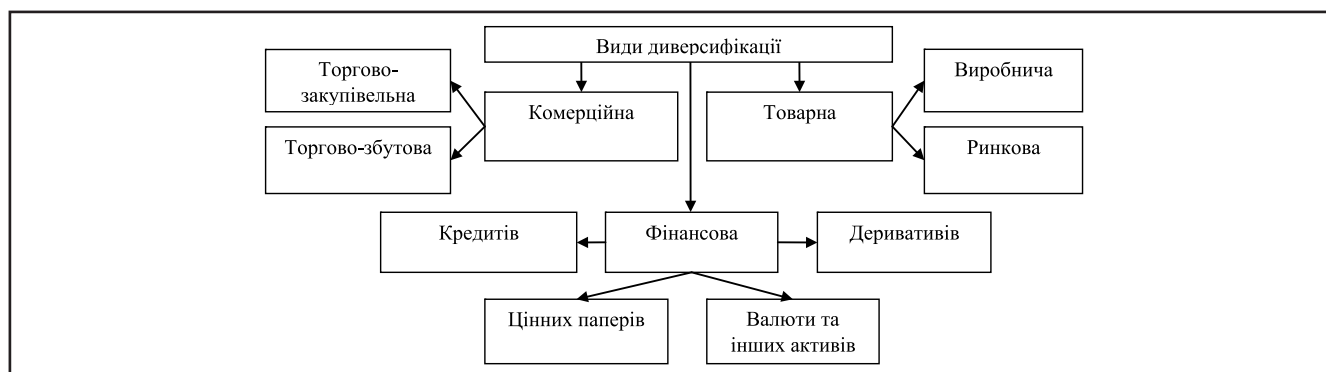 Види диверсифікації
Торгово-
закупівельна
Комерційна
Товарна
Виробнича
Торгово-збутова
Ринкова
Кредитів
Фінансова
Деривативів
Цінних паперів
Валюти та
інших активів